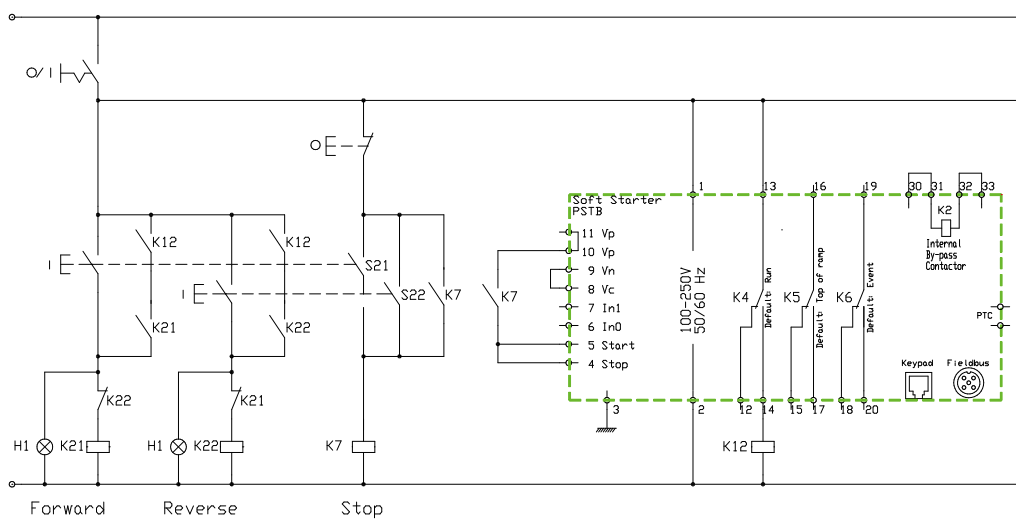 O/ I
O
1 13 16 19 30 31 32 33
Soft Starter
PSTB
K2
Internal
By-pass
Contactor
11 Vp
10 Vp
9 Vn
8 Vc
7 In1
6 In0
5 Start
4 Stop
K12 K12
I S21
I S22 K7 K7
K21 K22
100-250V
50/60 Hz
K4 Default: Run
K5 Default: Top of ramp
K6 Default: Event
PTC
Keypad Fieldbus
K22 K21
3 2 12 14 15 17 18 20
H1 K21 H1 K22 K7 K12
Forward Reverse Stop